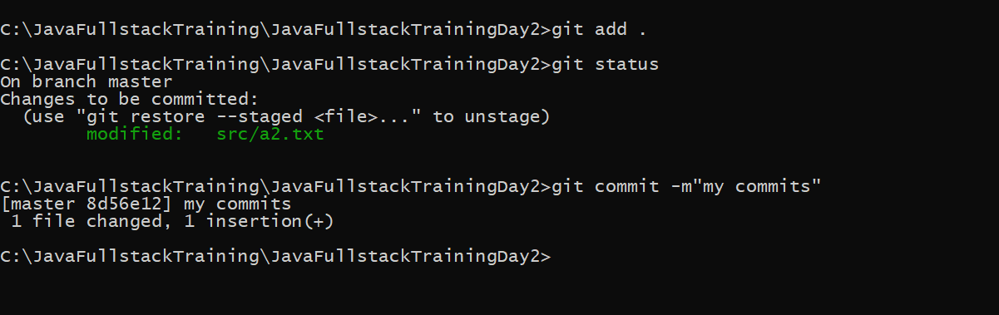 C:\JavaFullstackTraining\JavaFullstackTrainingDay2>git add .
C:\JavaFullstackTraining\JavaFullstackTrainingDay2>git status
On branch master
Changes to be committed:
  (use "git restore --staged <file>..." to unstage)
        modified:   src/a2.txt
C:\JavaFullstackTraining\JavaFullstackTrainingDay2>git commit -m"my commits"
[master 8d56e12] my commits
 1 file changed, 1 insertion(+)
C:\JavaFullstackTraining\JavaFullstackTrainingDay2>